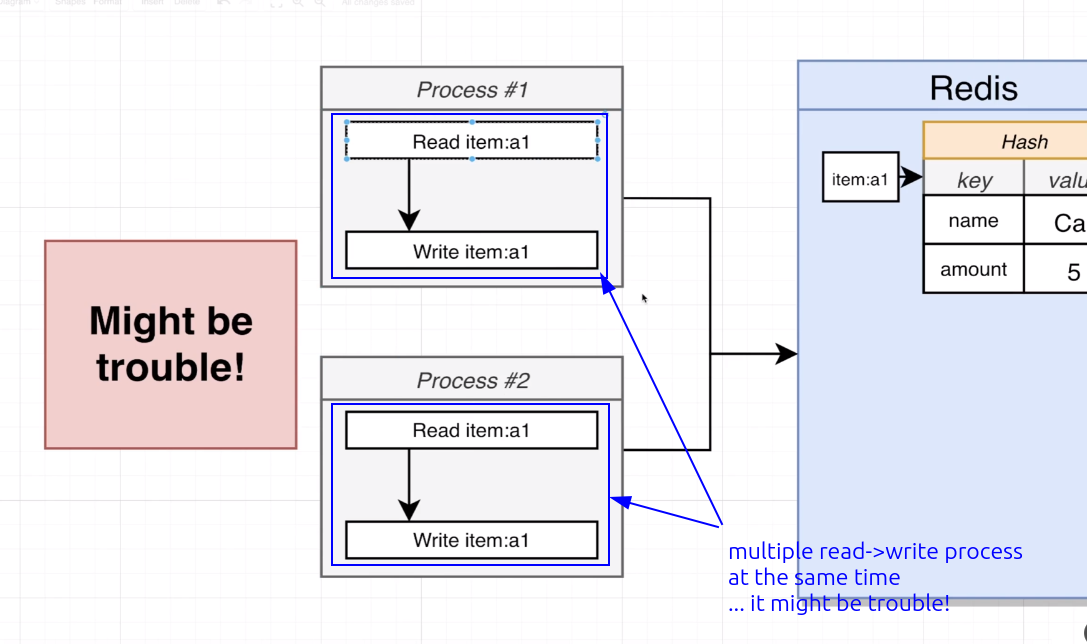 Diagram
Shapes
Format
Insert
Delete
All changes saved
Might be
trouble!
Process #1
Read item:a1
Write item:a1
Process #2
Read item:a1
Write item:a1
Redis
item:a1
Hash
key
valu
name
Ca
amount
5
multiple read->write process
at the same time
... it might be trouble!